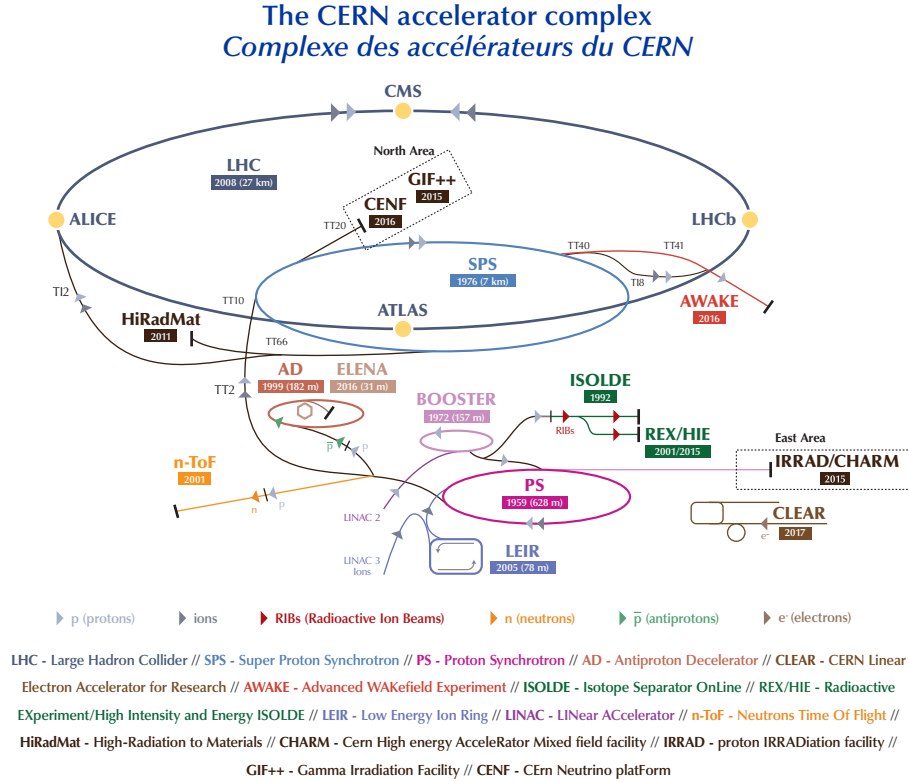 The CERN accelerator complex
Complexe des accélérateurs du CERN
CMS
North Area
LHC
2008 (27 km)
GIF++
2015
CENF
2016
TT20
ALICE
LHCb
TT40
TT41
SPS
1976 (7 km)
TI2
TI8
TT10
AWAKE
2016
ATLAS
HiRadMat
2011
TT66
AD
1999 (182 m)
ELENA
2016 (31 m)
TT2
ISOLDE
1992
BOOSTER
1972 (157 m)
RIBs
REX/HIE
2001/2015
p
p
East Area
n-ToF
2001
IRRAD/CHARM
2015
PS
1959 (628 m)
n
p
LINAC 2
CLEAR
2017
e-
LEIR
2005 (78 m)
LINAC 3
Ions
p (protons)
ions
RIBs (Radioactive Ion Beams)
n (neutrons)
p̅ (antiprotons)
e- (electrons)
LHC - Large Hadron Collider // SPS - Super Proton Synchrotron // PS - Proton Synchrotron // AD - Antiproton Decelerator // CLEAR - CERN Linear
Electron Accelerator for Research // AWAKE - Advanced WAKefield Experiment // ISOLDE - Isotope Separator OnLine // REX/HIE - Radioactive
EXperiment/High Intensity and Energy ISOLDE // LEIR - Low Energy Ion Ring // LINAC - LINear ACcelerator // n-ToF - Neutrons Time Of Flight //
HiRadMat - High-Radiation to Materials // CHARM - Cern High energy AcceleRator Mixed field facility // IRRAD - proton IRRADiation facility //
GIF++ - Gamma Irradiation Facility // CENF - CErn Neutrino platForm